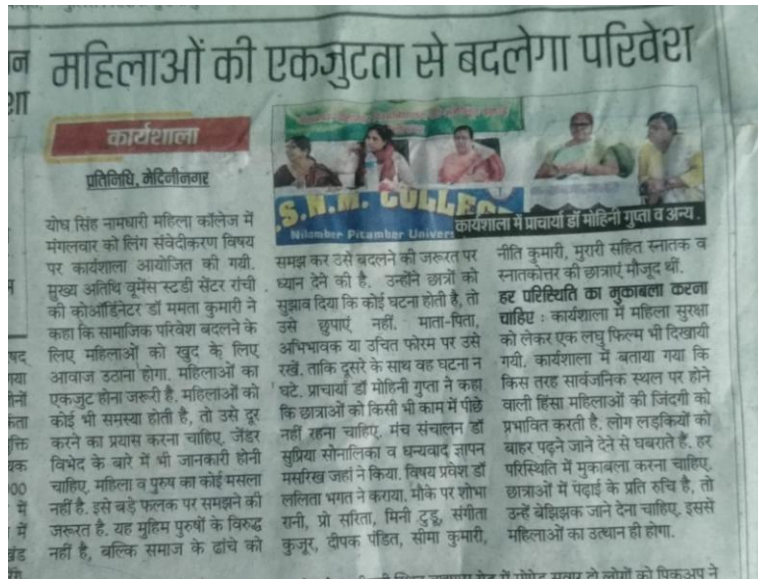 महिलाओं की एकजुटता से बदलेगा परिवेश
कार्यशाला
प्रतिनिधि, मेदिनीनगर
योध सिंह नामधारी महिला कॉलेज में
मंगलवार को लिंग संवेदीकरण विषय
पर कार्यशाला आयोजित की गयी.
मुख्य अतिथि वूमेंस स्टडी सेंटर रांची
की कोऑर्डिनेटर डॉ ममता कुमारी ने
कहा कि सामाजिक परिवेश बदलने के
लिए महिलाओं को खुद के लिए
आवाज उठाना होगा. महिलाओं का
एकजुट होना जरूरी है. महिलाओं को
कोई भी समस्या होती है, तो उसे दूर
करने का प्रयास करना चाहिए. जेंडर
विभेद के बारे में भी जानकारी होनी
चाहिए. महिला व पुरुष का कोई मसला
नहीं है. इसे बड़े फलक पर समझने की
जरूरत है. यह मुहिम पुरुषों के विरुद्ध
नहीं है, बल्कि समाज के ढांचे को
.S.N.M. COLLEGE
Nilamber Pitamber Univers
कार्यशाला में प्राचार्या डॉ मोहिनी गुप्ता व अन्य.
समझ कर उसे बदलने की जरूरत पर
ध्यान देने की है. उन्होंने छात्रों को
सुझाव दिया कि कोई घटना होती है, तो
उसे छुपाएं नहीं. माता-पिता,
अभिभावक या उचित फोरम पर उसे
रखें. ताकि दूसरे के साथ वह घटना न
घटे. प्राचार्या डॉ मोहिनी गुप्ता ने कहा
कि छात्राओं को किसी भी काम में पीछे
नहीं रहना चाहिए. मंच संचालन डॉ
सुप्रिया सोनालिका व धन्यवाद ज्ञापन
मसरिख जहां ने किया. विषय प्रवेश डॉ
ललिता भगत ने कराया. मौके पर शोभा
रानी, प्रो सरिता, मिनी टुडू, संगीता
कुजूर, दीपक पंडित, सीमा कुमारी,
नीति कुमारी, मुरारी सहित स्नातक व
स्नातकोत्तर की छात्राएं मौजूद थीं.
हर परिस्थिति का मुकाबला करना
चाहिए : कार्यशाला में महिला सुरक्षा
को लेकर एक लघु फिल्म भी दिखायी
गयी. कार्यशाला में बताया गया कि
किस तरह सार्वजनिक स्थल पर होने
वाली हिंसा महिलाओं की जिंदगी को
प्रभावित करती है. लोग लड़कियों को
बाहर पढ़ने जाने देने से घबराते हैं. हर
परिस्थिति में मुकाबला करना चाहिए.
छात्राओं में पढ़ाई के प्रति रुचि है, तो
उन्हें बेझिझक जाने देना चाहिए. इससे
महिलाओं का उत्थान ही होगा.